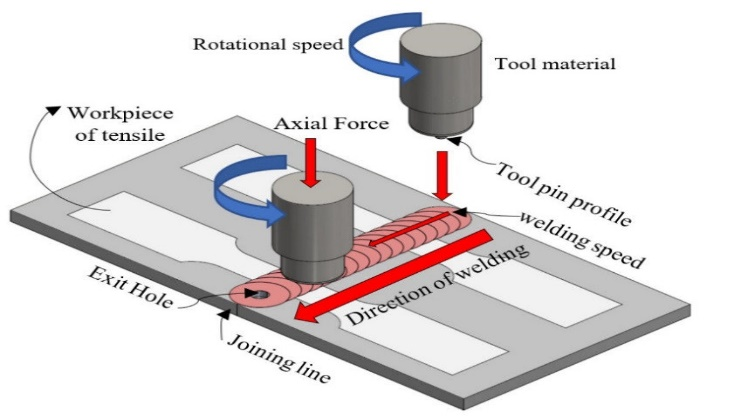 Rotational speed
Tool material
Workpiece
of tensile
Axial Force
Tool pin profile
welding speed
Exit Hole
Direction of welding
Joining line